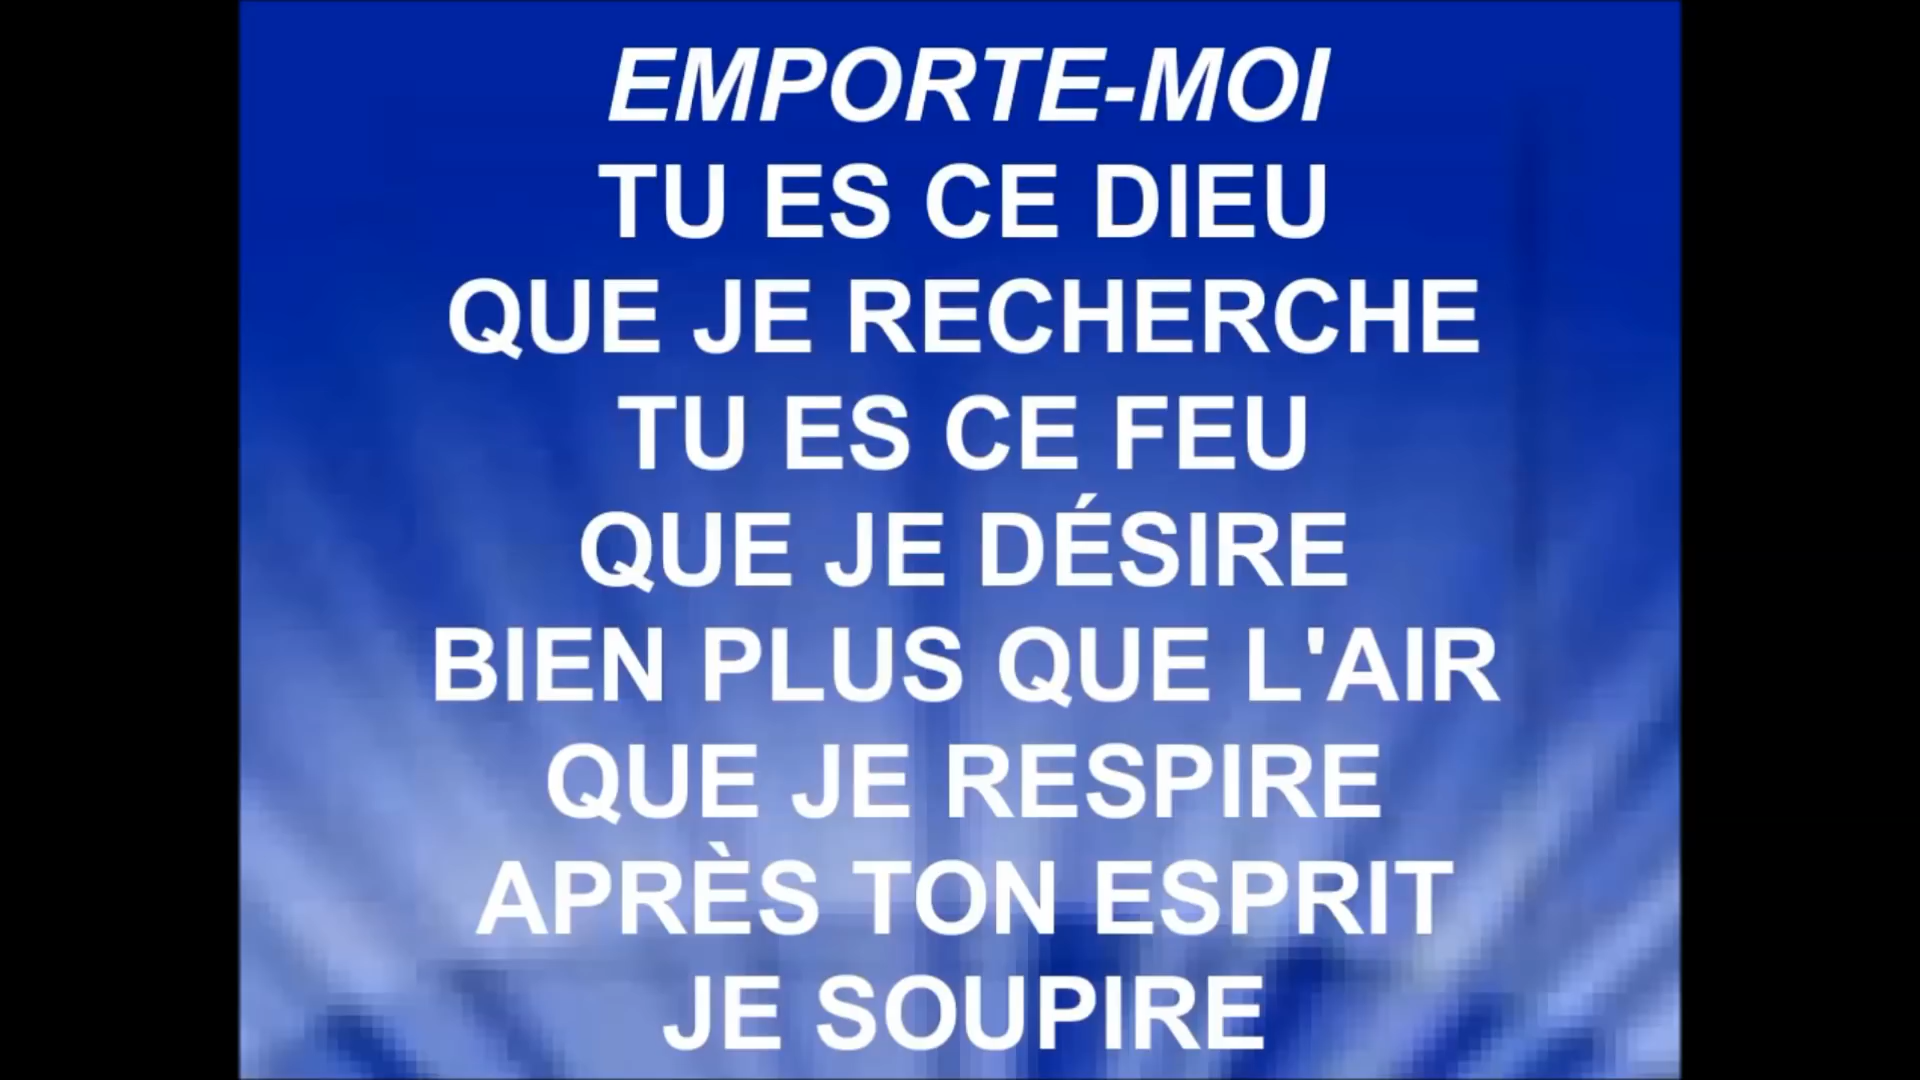 EMPORTE-MOI
TU ES CE DIEU
QUE JE RECHERCHE
TU ES CE FEU
QUE JE DÉSIRE
BIEN PLUS QUE L'AIR
QUE JE RESPIRE
APRÈS TON ESPRIT
JE SOUPIRE